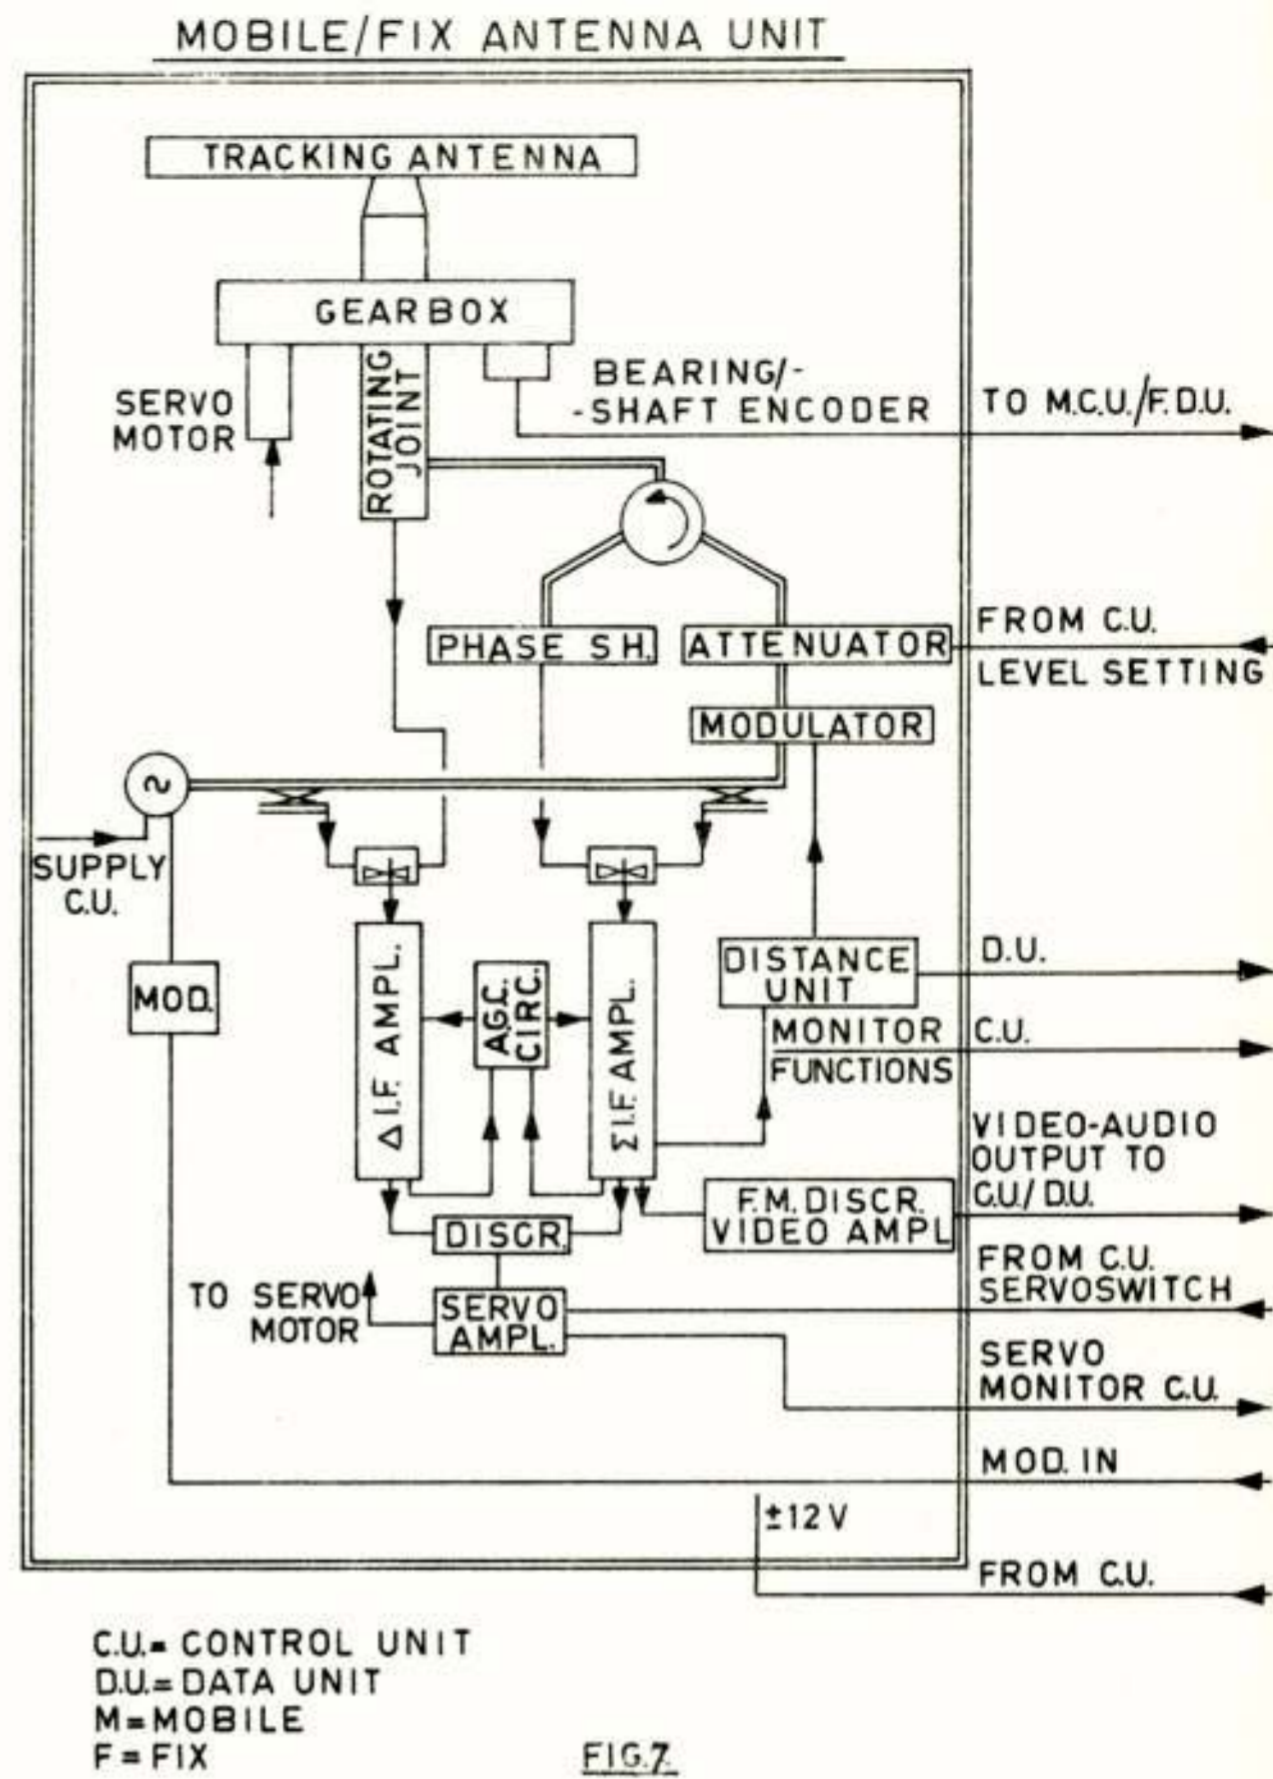 MOBILE/FIX ANTENNA UNIT
TRACKING ANTENNA
GEARBOX
SERVO
MOTOR
ROTATING
JOINT
BEARING/-
-SHAFT ENCODER
TO M.C.U./F.D.U.
PHASE SH.
ATTENUATOR
FROM C.U.
LEVEL SETTING
MODULATOR
SUPPLY
C.U.
MOD.
Δ I.F. AMPL.
A.G.C.
CIRC.
Σ I.F. AMPL.
DISTANCE
UNIT
D.U.
MONITOR
FUNCTIONS
C.U.
VIDEO-AUDIO
OUTPUT TO
C.U./D.U.
F.M. DISCR.
VIDEO AMPL
DISCR.
FROM C.U.
SERVOSWITCH
TO SERVO
MOTOR
SERVO
AMPL.
SERVO
MONITOR C.U.
MOD. IN
±12V
FROM C.U.
C.U.= CONTROL UNIT
D.U.= DATA UNIT
M=MOBILE
F=FIX
FIG.7.